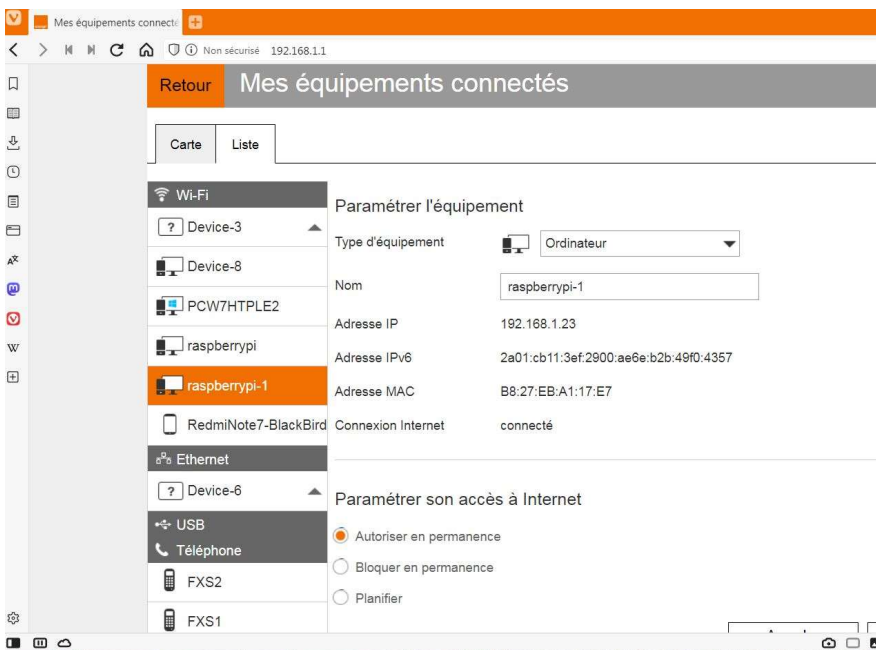 Mes équipements connecté
Non sécurisé 192.168.1.1
Retour Mes équipements connectés
Carte Liste
Wi-Fi
Device-3
Device-8
PCW7HTPLE2
raspberrypi
raspberrypi-1
RedmiNote7-BlackBird
Ethernet
Device-6
USB
Téléphone
FXS2
FXS1
Paramétrer l'équipement
Type d'équipement Ordinateur
Nom raspberrypi-1
Adresse IP 192.168.1.23
Adresse IPv6 2a01:cb11:3ef:2900:ae6e:b2b:49f0:4357
Adresse MAC B8:27:EB:A1:17:E7
Connexion Internet connecté
Paramétrer son accès à Internet
Autoriser en permanence
Bloquer en permanence
Planifier